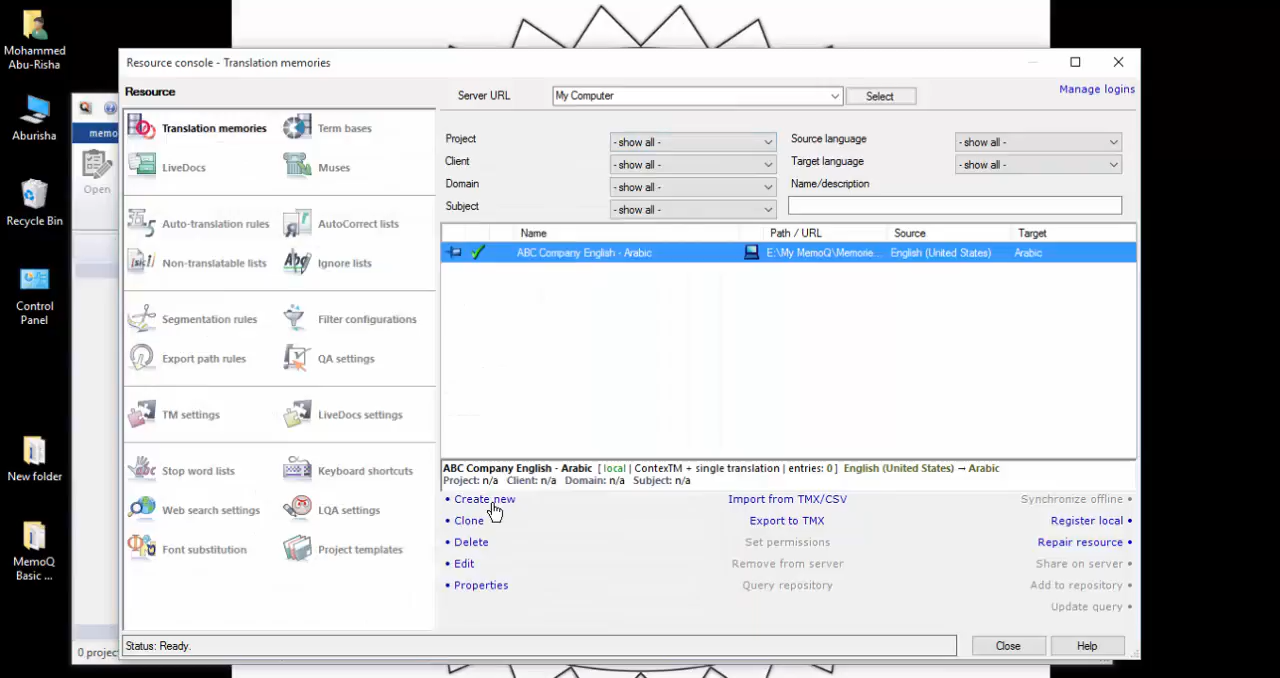 Mohammed
Abu-Risha
Aburisha
Recycle Bin
Control
Panel
New folder
MemoQ
Basic ...
memo
Open
0 projec
Resource console - Translation memories
Resource
Translation memories
Term bases
LiveDocs
Muses
Auto-translation rules
AutoCorrect lists
Non-translatable lists
Ignore lists
Segmentation rules
Filter configurations
Export path rules
QA settings
TM settings
LiveDocs settings
Stop word lists
Keyboard shortcuts
Web search settings
LQA settings
Font substitution
Project templates
Server URL
My Computer
Select
Manage logins
Project
- show all -
Source language
- show all -
Client
- show all -
Target language
- show all -
Domain
- show all -
Name/description
Subject
- show all -
Name
Path / URL
Source
Target
ABC Company English - Arabic
E:\My MemoQ\Memorie...
English (United States)
Arabic
ABC Company English - Arabic [ local | ContexTM + single translation | entries: 0 ] English (United States) → Arabic
Project: n/a Client: n/a Domain: n/a Subject: n/a
• Create new
Import from TMX/CSV
Synchronize offline •
• Clone
Export to TMX
Register local •
• Delete
Set permissions
Repair resource •
• Edit
Remove from server
Share on server •
• Properties
Query repository
Add to repository •
Update query •
Status: Ready.
Close
Help